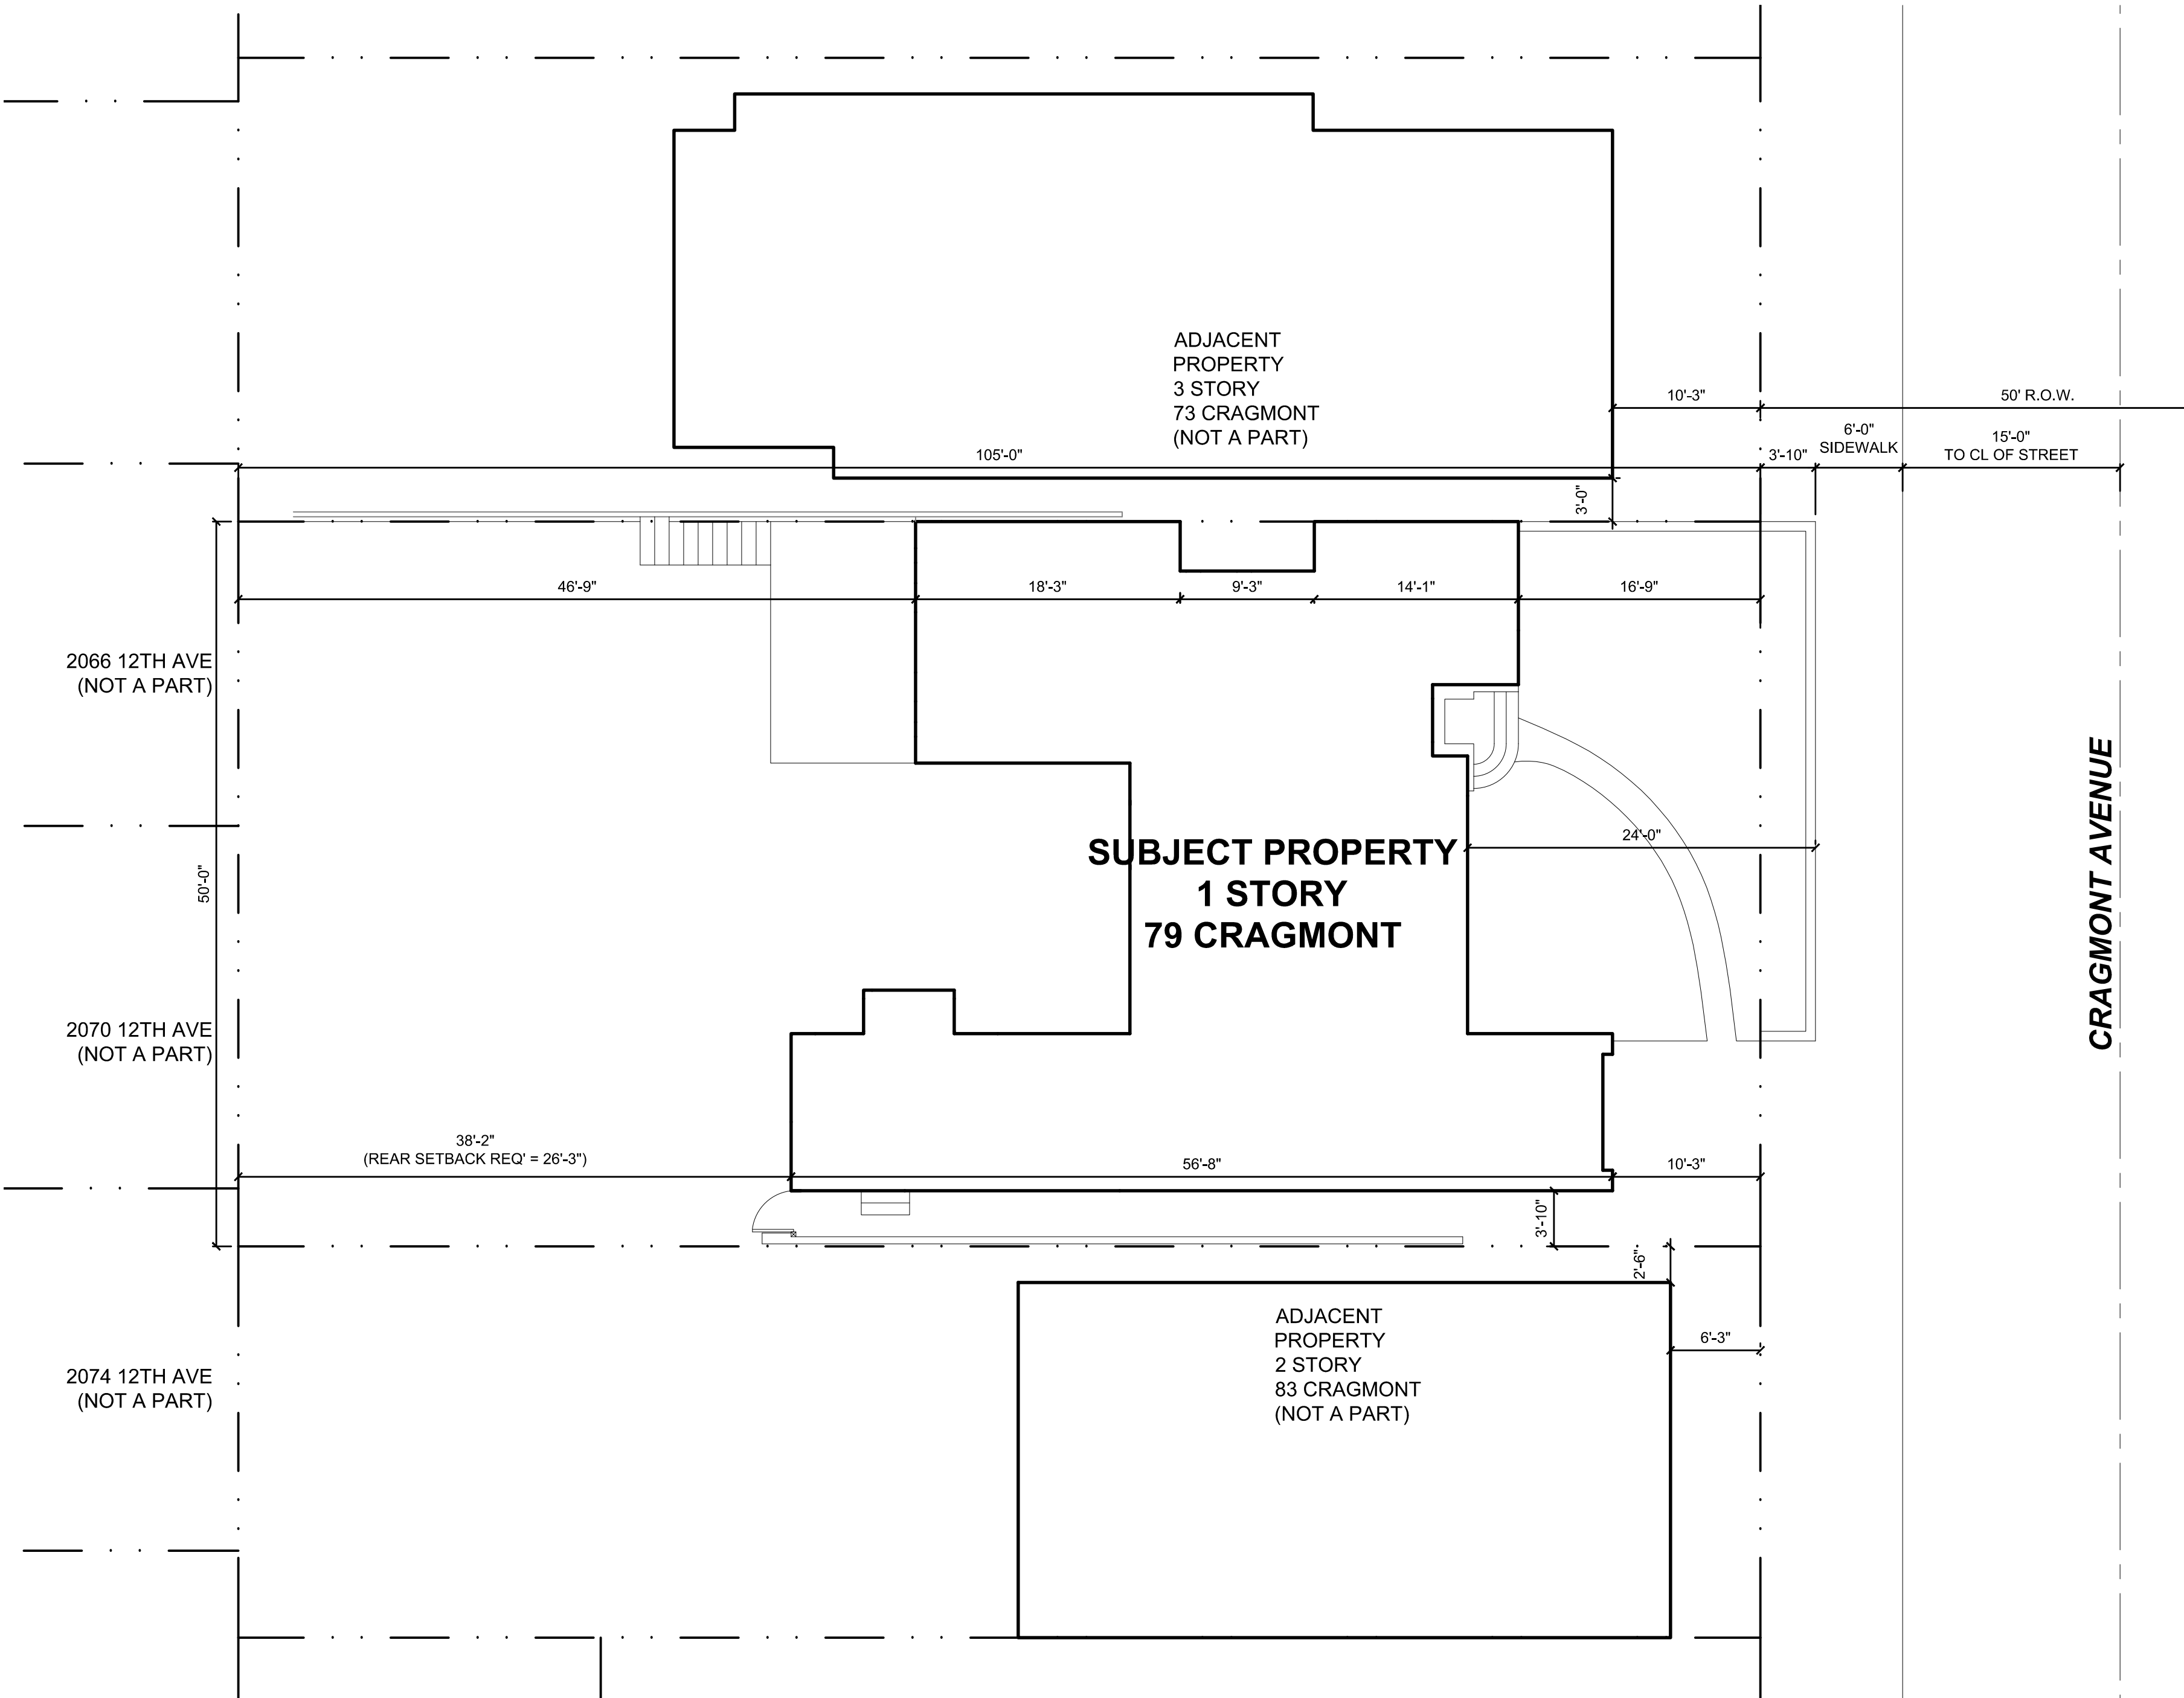 ADJACENT
PROPERTY
3 STORY
73 CRAGMONT
(NOT A PART)
10'-3"
50' R.O.W.
105'-0"
3'-10"
6'-0"
SIDEWALK
15'-0"
TO CL OF STREET
3'-0"
46'-9"
18'-3"
9'-3"
14'-1"
16'-9"
2066 12TH AVE
(NOT A PART)
50'-0"
SUBJECT PROPERTY
1 STORY
79 CRAGMONT
24'-0"
CRAGMONT AVENUE
2070 12TH AVE
(NOT A PART)
38'-2"
(REAR SETBACK REQ' = 26'-3")
56'-8"
10'-3"
3'-10"
2'-6"
ADJACENT
PROPERTY
2 STORY
83 CRAGMONT
(NOT A PART)
6'-3"
2074 12TH AVE
(NOT A PART)